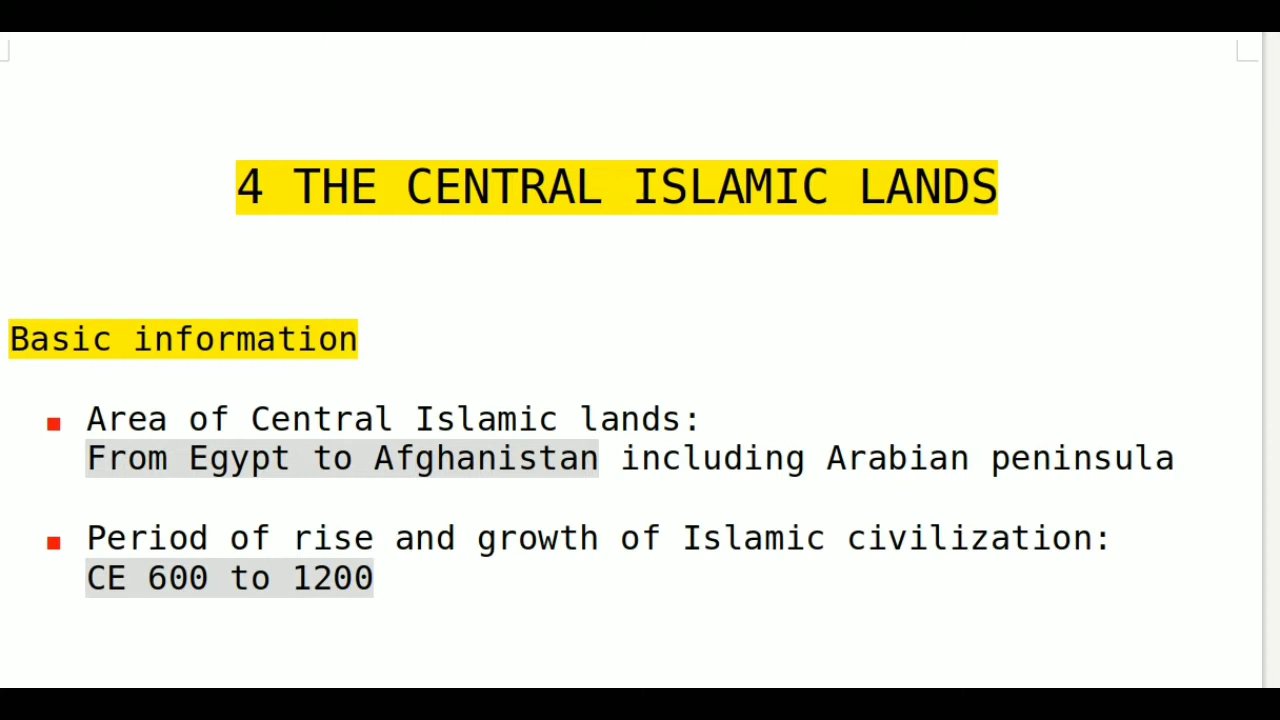 4 THE CENTRAL ISLAMIC LANDS
Basic information
Area of Central Islamic lands:
From Egypt to Afghanistan including Arabian peninsula
Period of rise and growth of Islamic civilization:
CE 600 to 1200